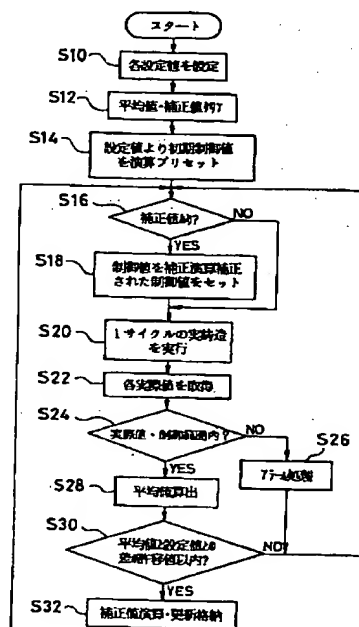 スタート
S10
各設定値を設定
S12
平均値・補正値クリア
S14
設定値より初期制御値
を演算プリセット
S16
補正値あり?
NO
YES
S18
制御値を補正演算補正
された制御値をセット
S20
1サイクルの実鋳造
を実行
S22
各実際値を取得
S24
実際値・制御範囲内?
NO
S26
アラーム処理
YES
S28
平均値算出
S30
平均値と設定値との
差が許容値以内?
NO
YES
S32
補正値演算・更新格納